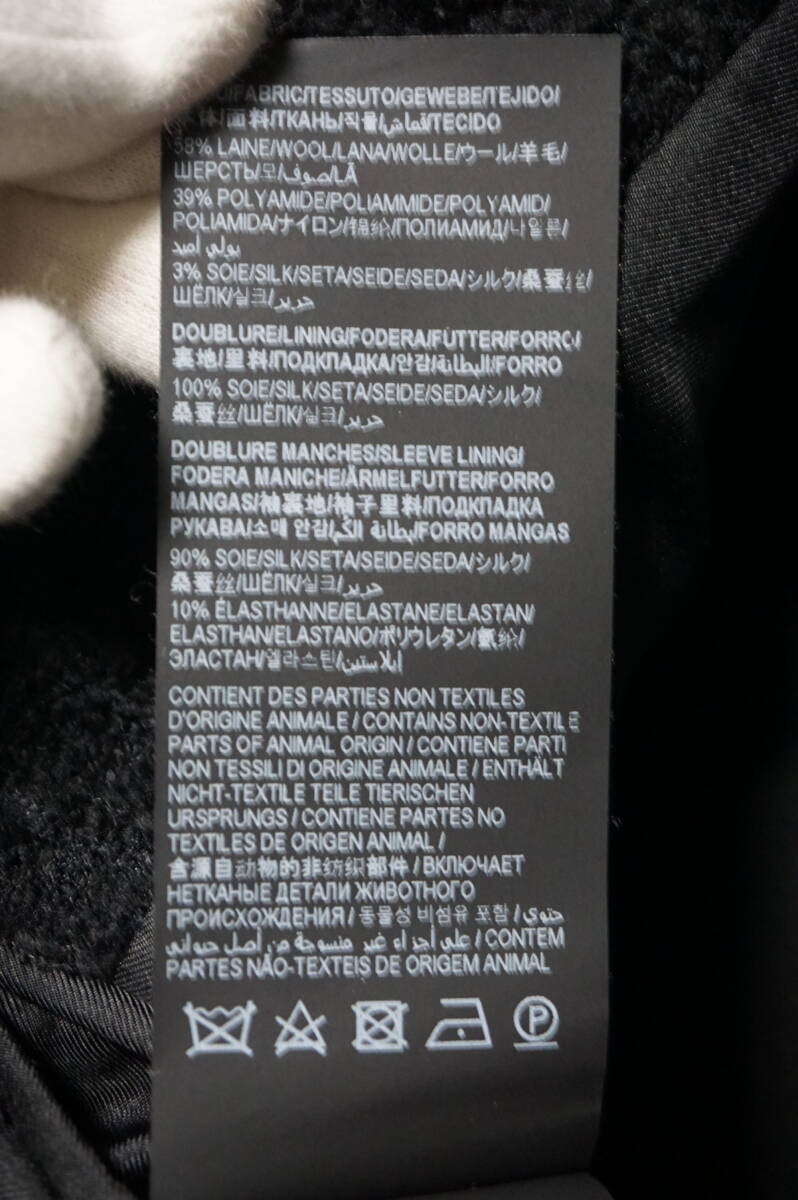 /FABRIC/TESSUTO/GEWEBE/TEJIDO/
/面料/ТКАНЬ/직물/قماش/TECIDO
58% LAINE/WOOL/LANA/WOLLE/ウール/羊毛/
ШЕРСТЬ/모/صوف/LÃ
39% POLYAMIDE/POLIAMMIDE/POLYAMID/
POLIAMIDA/ナイロン/锦纶/ПОЛИАМИД/나일론/
بولي أميد
3% SOIE/SILK/SETA/SEIDE/SEDA/シルク/桑蚕丝/
ШЁЛК/실크/حرير
DOUBLURE/LINING/FODERA/FUTTER/FORRO/
裏地/里料/ПОДКЛАДКА/안감/البطانة/FORRO
100% SOIE/SILK/SETA/SEIDE/SEDA/シルク/
桑蚕丝/ШЁЛК/실크/حرير
DOUBLURE MANCHES/SLEEVE LINING/
FODERA MANICHE/ÄRMELFUTTER/FORRO
MANGAS/袖裏地/袖子里料/ПОДКЛАДКА
РУКАВА/소매 안감/بطانة الكم/FORRO MANGAS
90% SOIE/SILK/SETA/SEIDE/SEDA/シルク/
桑蚕丝/ШЁЛК/실크/حرير
10% ÉLASTHANNE/ELASTANE/ELASTAN/
ELASTHAN/ELASTANO/ポリウレタン/氨纶/
ЭЛАСТАН/엘라스틴/إيلاستين
CONTIENT DES PARTIES NON TEXTILES
D'ORIGINE ANIMALE / CONTAINS NON-TEXTILE
PARTS OF ANIMAL ORIGIN / CONTIENE PARTI
NON TESSILI DI ORIGINE ANIMALE / ENTHÄLT
NICHT-TEXTILE TEILE TIERISCHEN
URSPRUNGS / CONTIENE PARTES NO
TEXTILES DE ORIGEN ANIMAL /
含源自动物的非纺织部件 / ВКЛЮЧАЕТ
НЕТКАНЫЕ ДЕТАЛИ ЖИВОТНОГО
ПРОИСХОЖДЕНИЯ / 동물성 비섬유 포함 / حتوي
على أجزاء غير منسوجة من أصل حيواني / CONTEM
PARTES NÃO-TEXTEIS DE ORIGEM ANIMAL
P